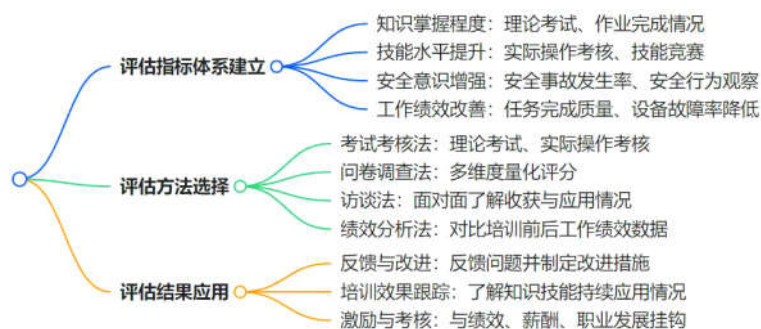 评估指标体系建立
知识掌握程度：理论考试、作业完成情况
技能水平提升：实际操作考核、技能竞赛
安全意识增强：安全事故发生率、安全行为观察
工作绩效改善：任务完成质量、设备故障率降低
评估方法选择
考试考核法：理论考试、实际操作考核
问卷调查法：多维度量化评分
访谈法：面对面了解收获与应用情况
绩效分析法：对比培训前后工作绩效数据
评估结果应用
反馈与改进：反馈问题并制定改进措施
培训效果跟踪：了解知识技能持续应用情况
激励与考核：与绩效、薪酬、职业发展挂钩